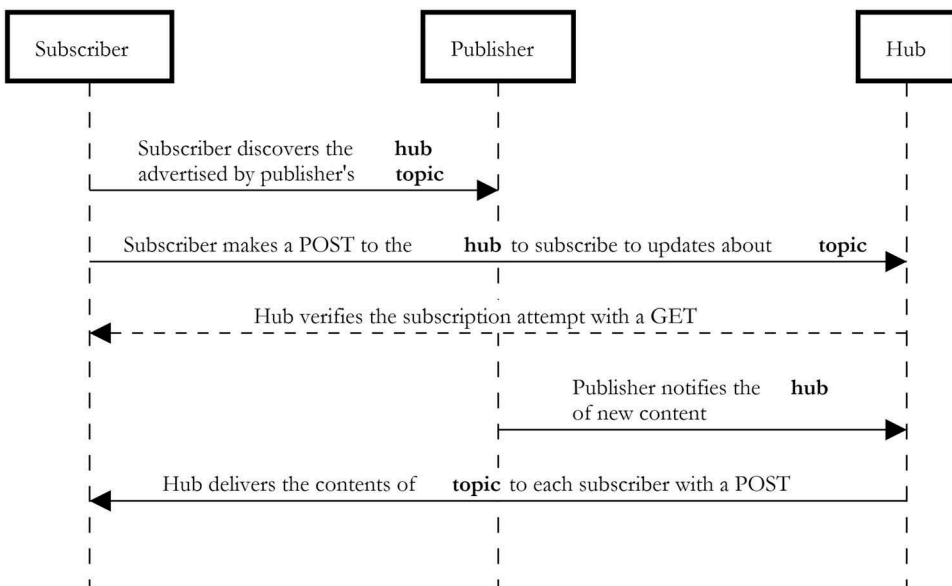 Subscriber
Publisher
Hub
Subscriber discovers the hub
advertised by publisher's topic
Subscriber makes a POST to the hub to subscribe to updates about topic
Hub verifies the subscription attempt with a GET
Publisher notifies the hub
of new content
Hub delivers the contents of topic to each subscriber with a POST